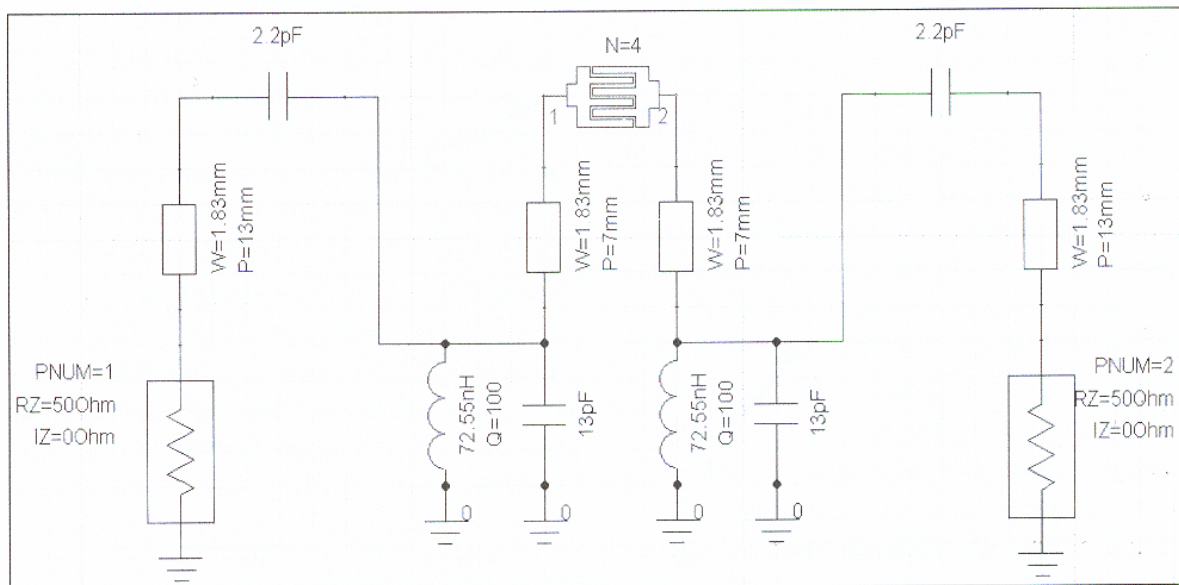 2.2pF
N=4
2.2pF
1
2
W=1.83mm
P=13mm
W=1.83mm
P=7mm
W=1.83mm
P=7mm
W=1.83mm
P=13mm
PNUM=1
RZ=50Ohm
IZ=0Ohm
72.55nH
Q=100
13pF
72.55nH
Q=100
13pF
PNUM=2
RZ=50Ohm
IZ=0Ohm
0
0
0
0